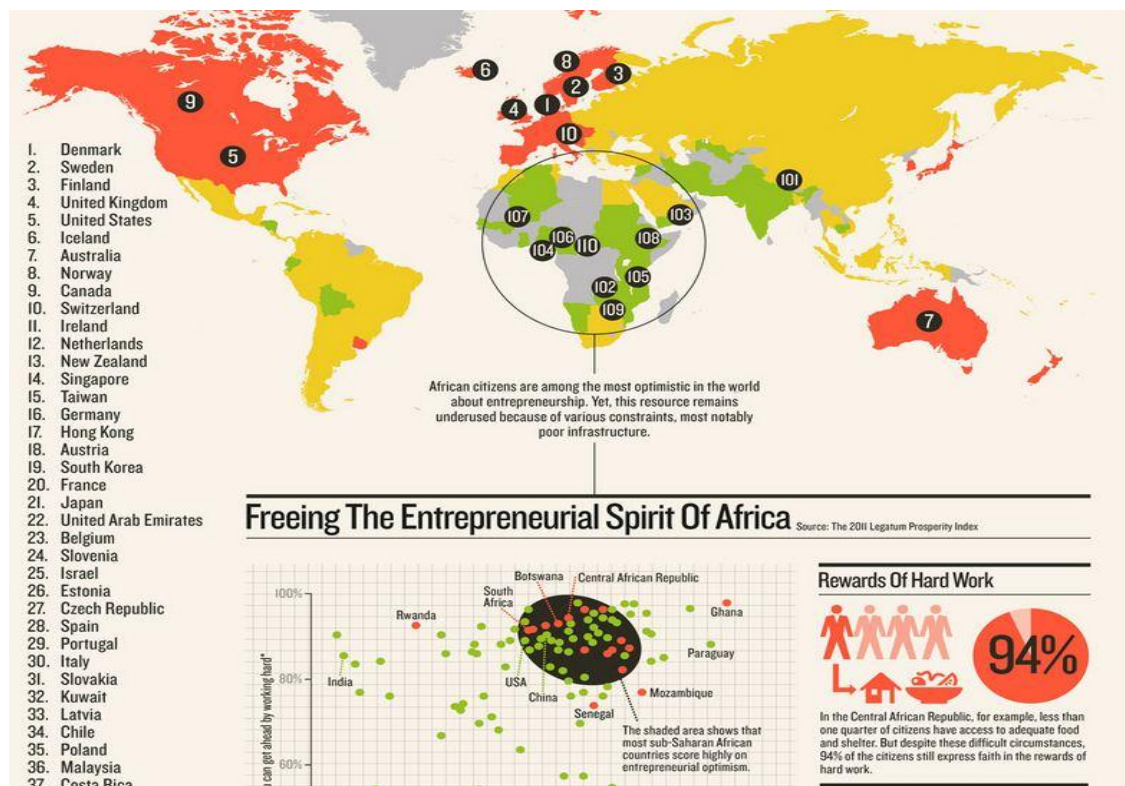 8
6
3
2
9
1
4
10
5
101
107
103
106
110
108
104
105
102
109
7
1. Denmark
2. Sweden
3. Finland
4. United Kingdom
5. United States
6. Iceland
7. Australia
8. Norway
9. Canada
10. Switzerland
11. Ireland
12. Netherlands
13. New Zealand
14. Singapore
15. Taiwan
16. Germany
17. Hong Kong
18. Austria
19. South Korea
20. France
21. Japan
22. United Arab Emirates
23. Belgium
24. Slovenia
25. Israel
26. Estonia
27. Czech Republic
28. Spain
29. Portugal
30. Italy
31. Slovakia
32. Kuwait
33. Latvia
34. Chile
35. Poland
36. Malaysia
37. Costa Rica
African citizens are among the most optimistic in the world
about entrepreneurship. Yet, this resource remains
underused because of various constraints, most notably
poor infrastructure.
Freeing The Entrepreneurial Spirit Of Africa
Source: The 2011 Legatum Prosperity Index
100%
80%
60%
can get ahead by working hard*
Botswana
Central African Republic
South
Africa
Rwanda
Ghana
Paraguay
India
USA
China
Mozambique
Senegal
The shaded area shows that
most sub-Saharan African
countries score highly on
entrepreneurial optimism.
Rewards Of Hard Work
94%
In the Central African Republic, for example, less than
one quarter of citizens have access to adequate food
and shelter. But despite these difficult circumstances,
94% of the citizens still express faith in the rewards of
hard work.